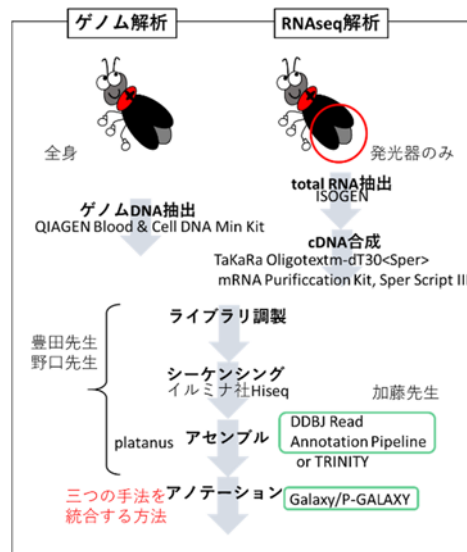 ゲノム解析
RNAseq解析
全身
発光器のみ
total RNA抽出
ISOGEN
ゲノムDNA抽出
QIAGEN Blood & Cell DNA Min Kit
cDNA合成
TaKaRa Oligotextm-dT30<Sper>
mRNA Purificcation Kit, Sper Script III
ライブラリ調製
豊田先生
野口先生
シーケンシング
イルミナ社Hiseq
加藤先生
platanus
アセンブル
DDBJ Read
Annotation Pipeline
or TRINITY
三つの手法を
統合する方法
アノテーション
Galaxy/P-GALAXY